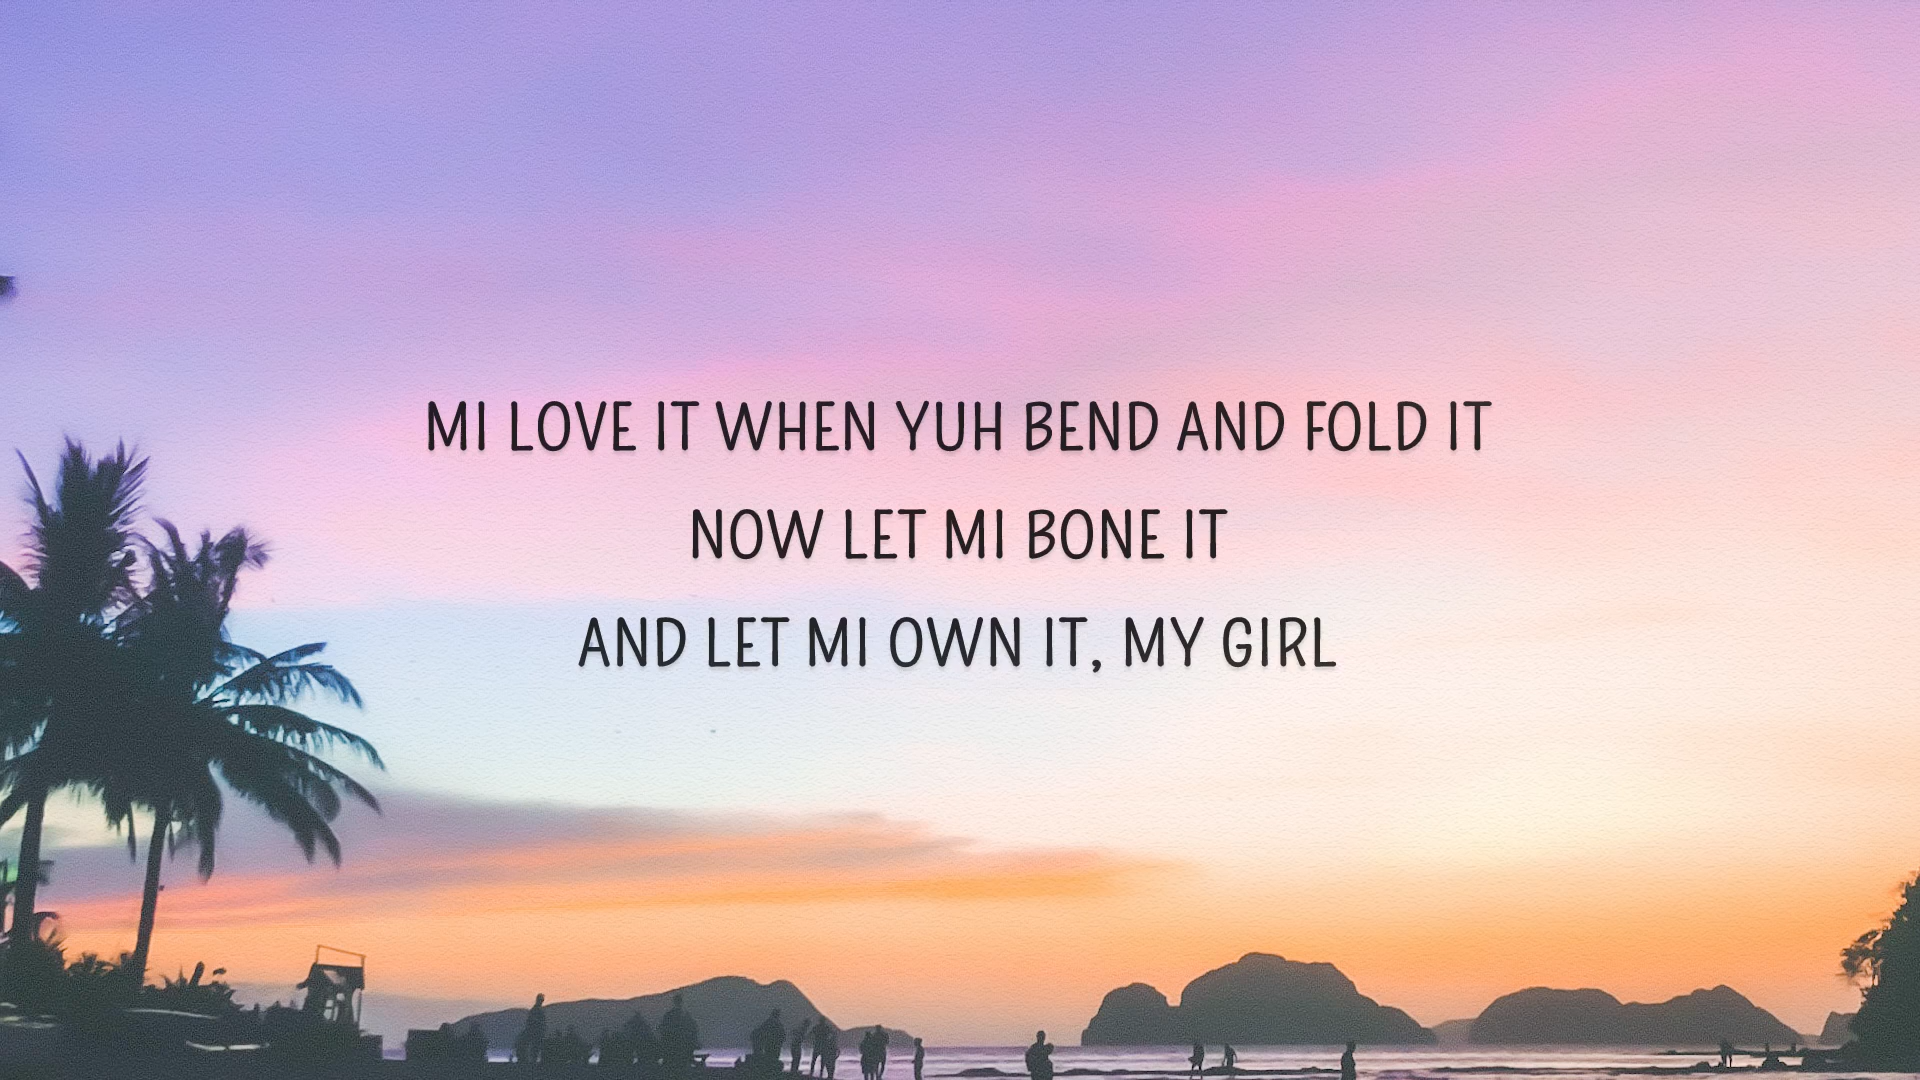 MI LOVE IT WHEN YUH BEND AND FOLD IT
NOW LET MI BONE IT
AND LET MI OWN IT, MY GIRL